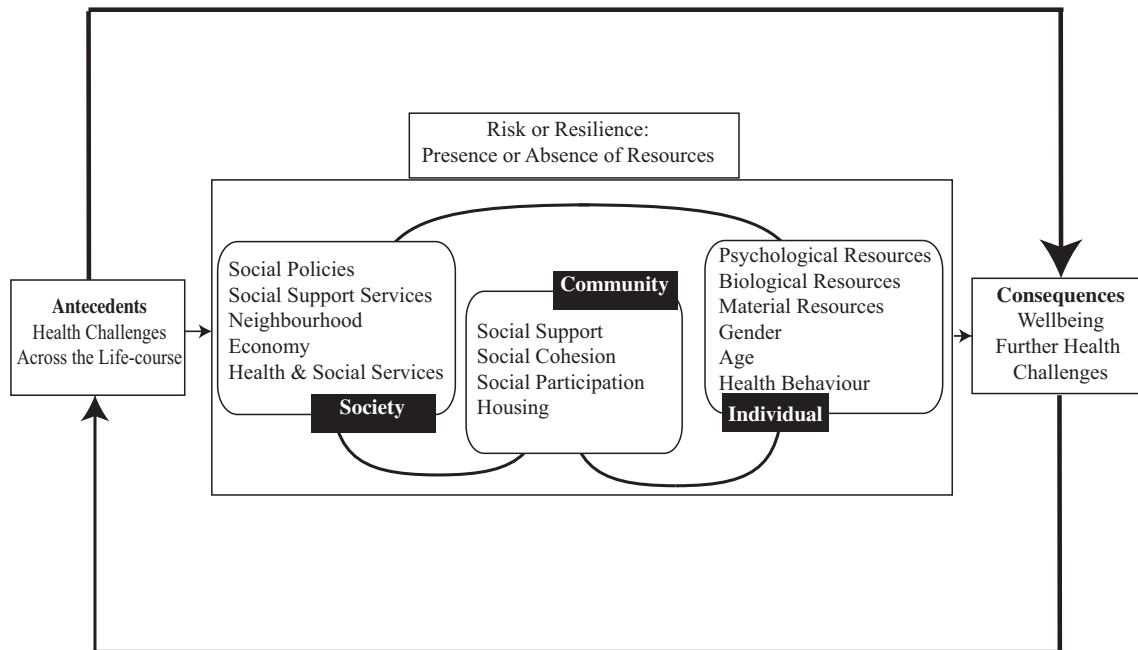 Risk or Resilience:
Presence or Absence of Resources
Antecedents
Health Challenges
Across the Life-course
Social Policies
Social Support Services
Neighbourhood
Economy
Health & Social Services
Society
Community
Social Support
Social Cohesion
Social Participation
Housing
Psychological Resources
Biological Resources
Material Resources
Gender
Age
Health Behaviour
Individual
Consequences
Wellbeing
Further Health
Challenges